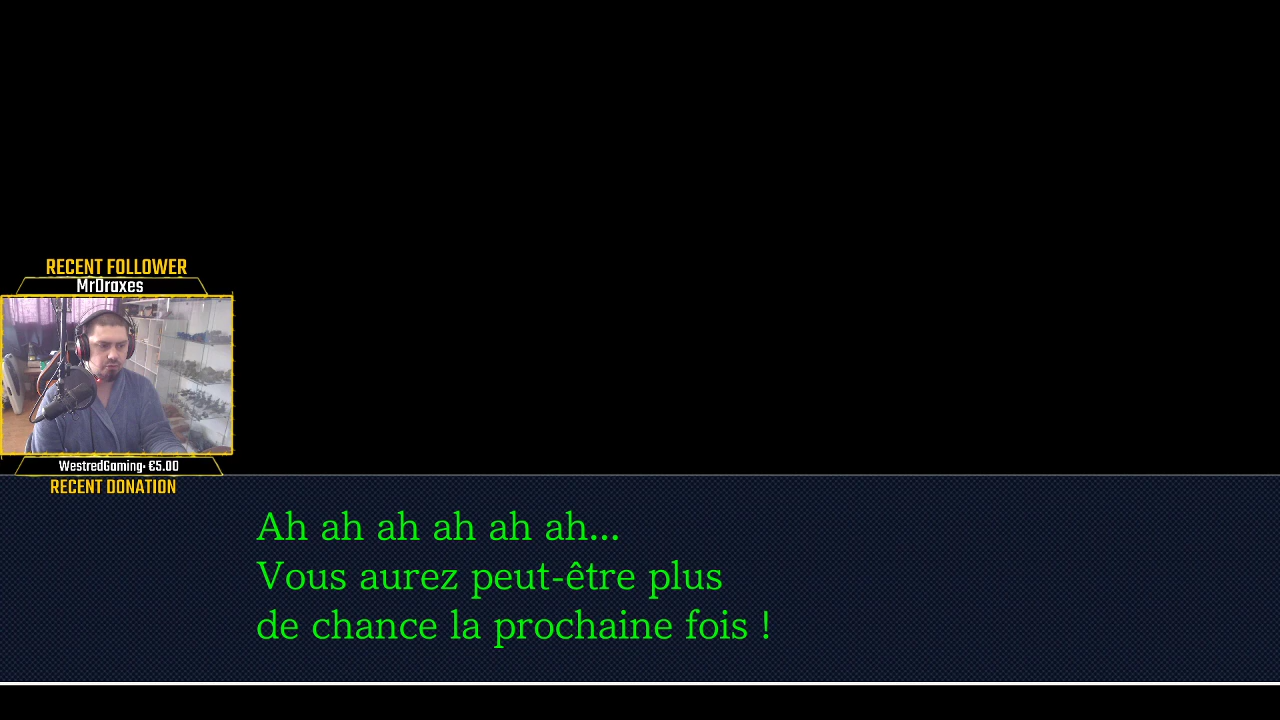 RECENT FOLLOWER
MrDraxes
WestredGaming• €5.00
RECENT DONATION
Ah ah ah ah ah ah...
Vous aurez peut-être plus
de chance la prochaine fois !